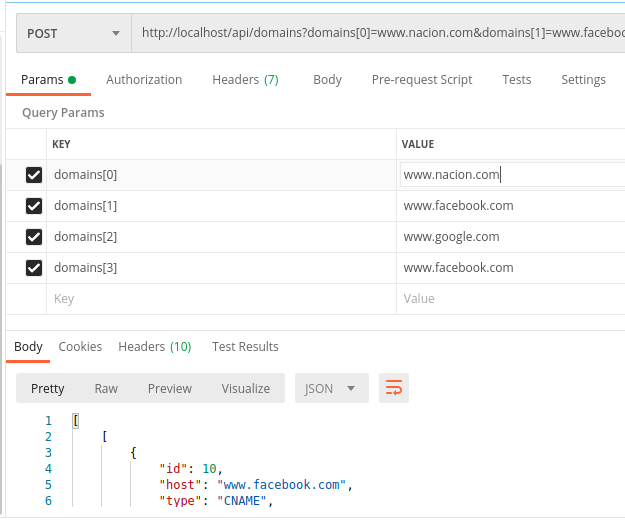 POST http://localhost/api/domains?domains[0]=www.nacion.com&domains[1]=www.faceboo
Params Authorization Headers (7) Body Pre-request Script Tests Settings
Query Params
KEY VALUE
domains[0] www.nacion.com
domains[1] www.facebook.com
domains[2] www.google.com
domains[3] www.facebook.com
Key Value
Body Cookies Headers (10) Test Results
Pretty Raw Preview Visualize JSON
1 [
2 [
3 {
4 "id": 10,
5 "host": "www.facebook.com",
6 "type": "CNAME",